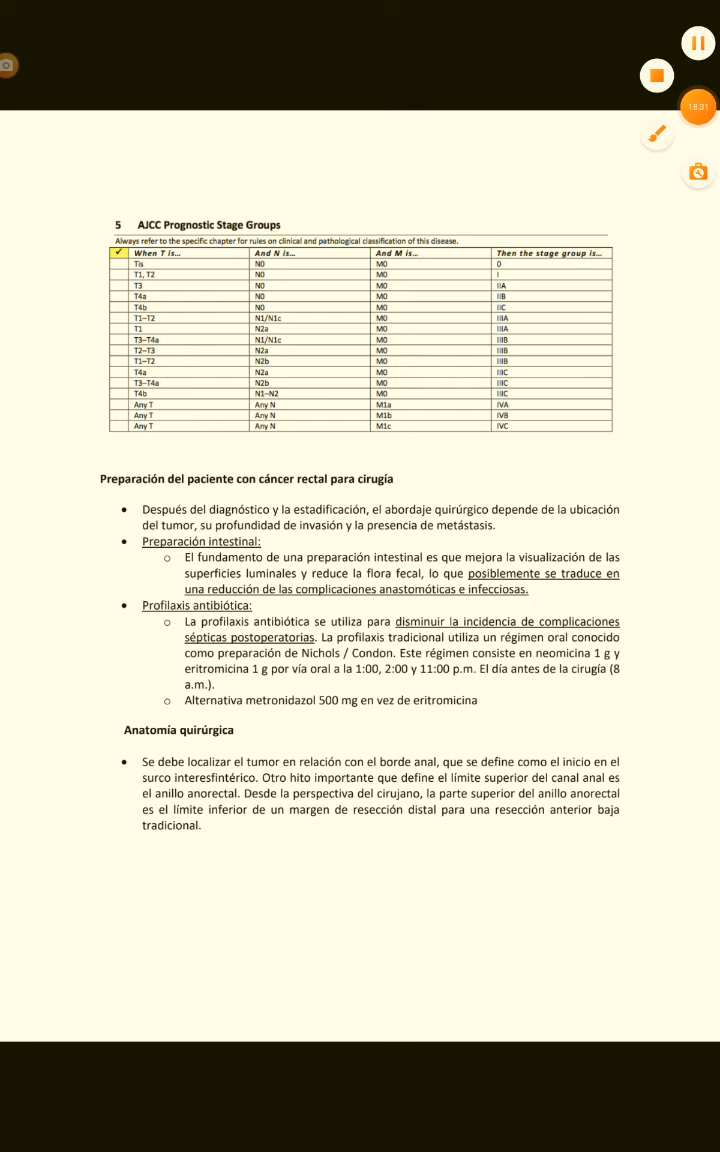 18:31
5 AJCC Prognostic Stage Groups
Always refer to the specific chapter for rules on clinical and pathological classification of this disease.
✓ When T is... And N is... And M is... Then the stage group is...
Tis N0 M0 0
T1, T2 N0 M0 I
T3 N0 M0 IIA
T4a N0 M0 IIB
T4b N0 M0 IIC
T1–T2 N1/N1c M0 IIIA
T1 N2a M0 IIIA
T3–T4a N1/N1c M0 IIIB
T2–T3 N2a M0 IIIB
T1–T2 N2b M0 IIIB
T4a N2a M0 IIIC
T3–T4a N2b M0 IIIC
T4b N1–N2 M0 IIIC
Any T Any N M1a IVA
Any T Any N M1b IVB
Any T Any N M1c IVC
Preparación del paciente con cáncer rectal para cirugía
• Después del diagnóstico y la estadificación, el abordaje quirúrgico depende de la ubicación
del tumor, su profundidad de invasión y la presencia de metástasis.
• Preparación intestinal:
o El fundamento de una preparación intestinal es que mejora la visualización de las
superficies luminales y reduce la flora fecal, lo que posiblemente se traduce en
una reducción de las complicaciones anastomóticas e infecciosas.
• Profilaxis antibiótica:
o La profilaxis antibiótica se utiliza para disminuir la incidencia de complicaciones
sépticas postoperatorias. La profilaxis tradicional utiliza un régimen oral conocido
como preparación de Nichols / Condon. Este régimen consiste en neomicina 1 g y
eritromicina 1 g por vía oral a la 1:00, 2:00 y 11:00 p.m. El día antes de la cirugía (8
a.m.).
o Alternativa metronidazol 500 mg en vez de eritromicina
Anatomía quirúrgica
• Se debe localizar el tumor en relación con el borde anal, que se define como el inicio en el
surco interesfintérico. Otro hito importante que define el límite superior del canal anal es
el anillo anorectal. Desde la perspectiva del cirujano, la parte superior del anillo anorectal
es el límite inferior de un margen de resección distal para una resección anterior baja
tradicional.